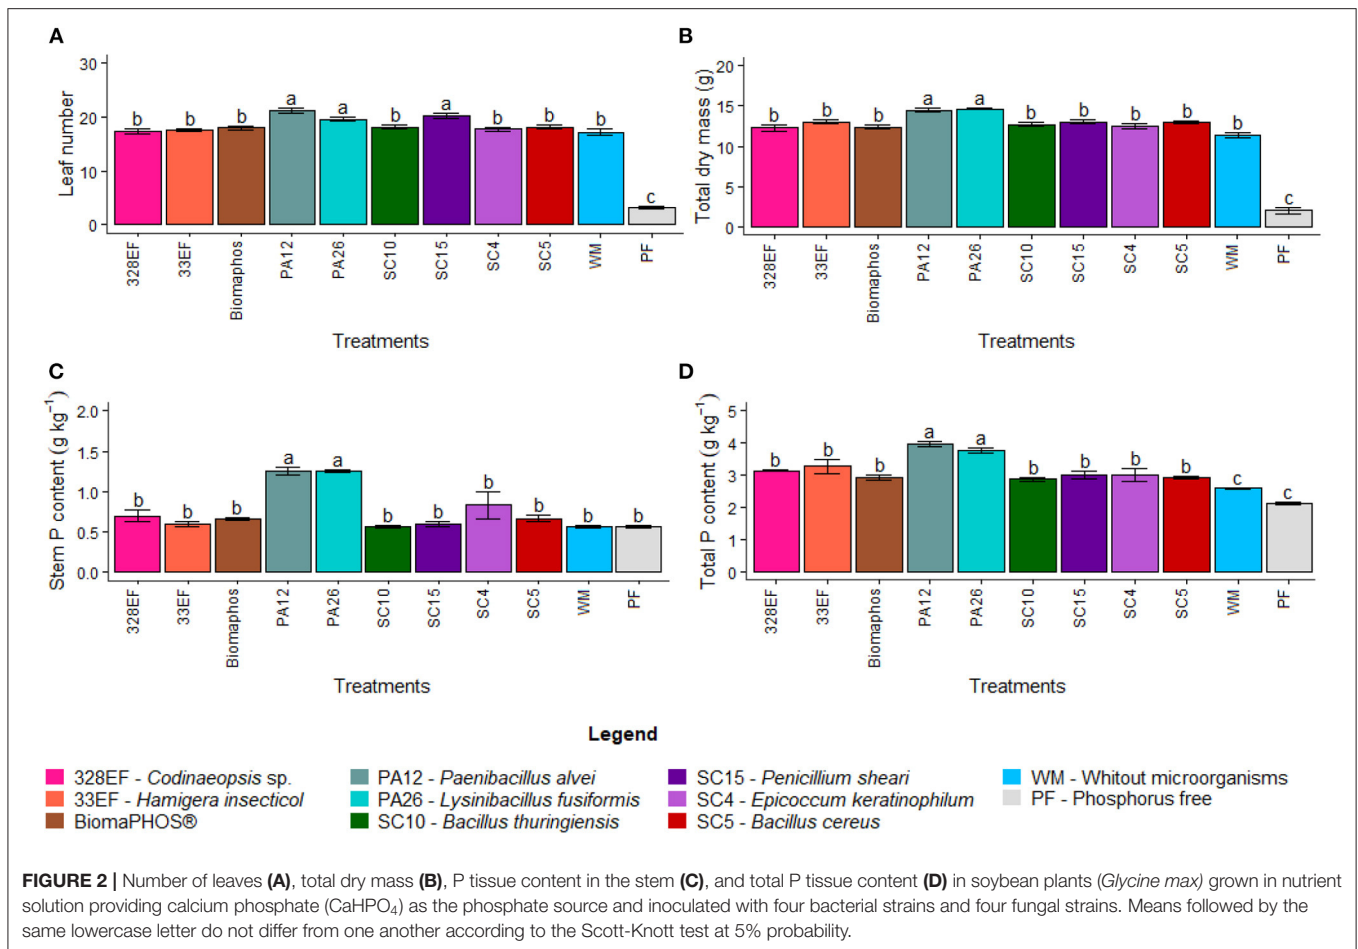 A
Leaf number
30
20
10
0
b b b a a b a b b b c
328EF 33EF Biomaphos PA12 PA26 SC10 SC15 SC4 SC5 WM PF
Treatments
B
Total dry mass (g)
20
15
10
5
0
b b b a a b b b b b c
328EF 33EF Biomaphos PA12 PA26 SC10 SC15 SC4 SC5 WM PF
Treatments
C
Stem P content (g kg⁻¹)
2.0
1.5
1.0
0.5
0.0
b b b a a b b b b b b
328EF 33EF Biomaphos PA12 PA26 SC10 SC15 SC4 SC5 WM PF
Treatments
D
Total P content (g kg⁻¹)
5
4
3
2
1
0
b b b a a b b b b c c
328EF 33EF Biomaphos PA12 PA26 SC10 SC15 SC4 SC5 WM PF
Treatments
Legend
328EF - Codinaeopsis sp.
33EF - Hamigera insecticol
BiomaPHOS®
PA12 - Paenibacillus alvei
PA26 - Lysinibacillus fusiformis
SC10 - Bacillus thuringiensis
SC15 - Penicillium sheari
SC4 - Epicoccum keratinophilum
SC5 - Bacillus cereus
WM - Whitout microorganisms
PF - Phosphorus free
FIGURE 2 | Number of leaves (A), total dry mass (B), P tissue content in the stem (C), and total P tissue content (D) in soybean plants (Glycine max) grown in nutrient
solution providing calcium phosphate (CaHPO₄) as the phosphate source and inoculated with four bacterial strains and four fungal strains. Means followed by the
same lowercase letter do not differ from one another according to the Scott-Knott test at 5% probability.